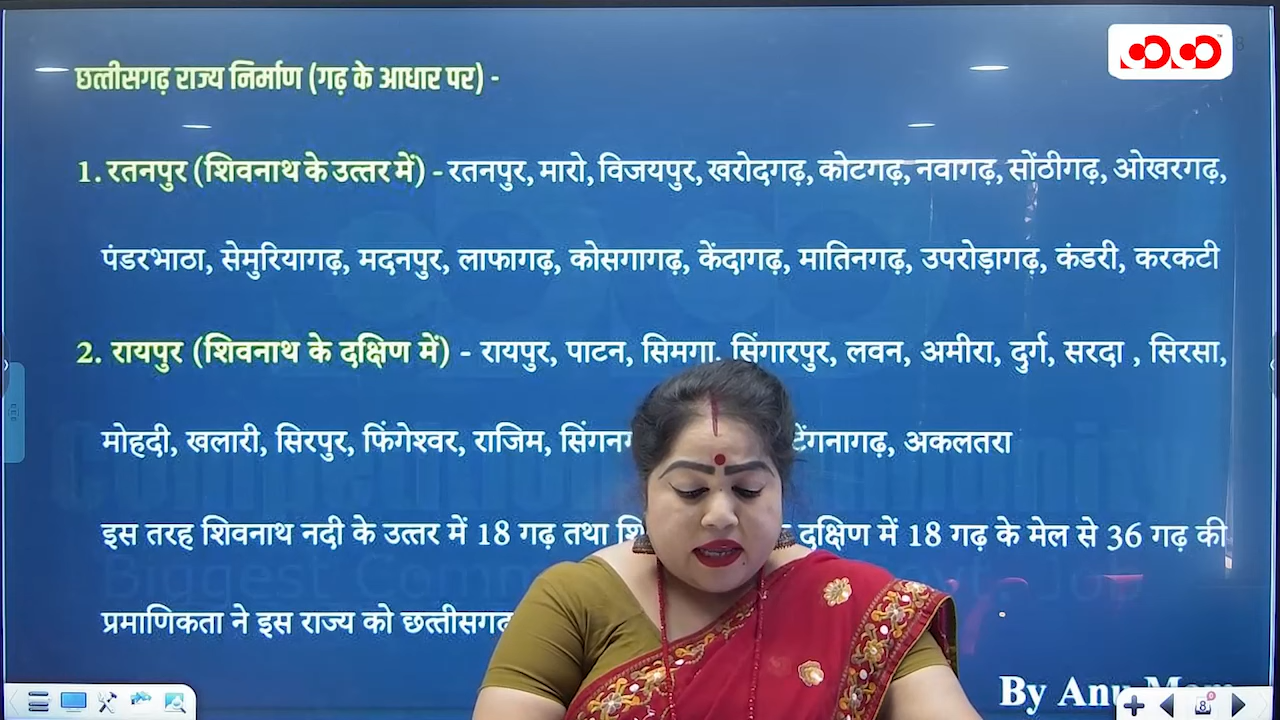 छत्तीसगढ़ राज्य निर्माण (गढ़ के आधार पर) -
1. रतनपुर (शिवनाथ के उत्तर में) - रतनपुर, मारो, विजयपुर, खरोदगढ़, कोटगढ़, नवागढ़, सोंठीगढ़, ओखरगढ़,
पंडरभाठा, सेमुरियागढ़, मदनपुर, लाफागढ़, कोसगागढ़, केंदागढ़, मातिनगढ़, उपरोड़ागढ़, कंडरी, करकटी
2. रायपुर (शिवनाथ के दक्षिण में) - रायपुर, पाटन, सिमगा, सिंगारपुर, लवन, अमीरा, दुर्ग, सरदा , सिरसा,
मोहदी, खलारी, सिरपुर, फिंगेश्वर, राजिम, टेंगनागढ़, अकलतरा
इस तरह शिवनाथ नदी के उत्तर में 18 गढ़ तथा दक्षिण में 18 गढ़ के मेल से 36 गढ़ की
प्रमाणिकता ने इस राज्य को
By Anu
8